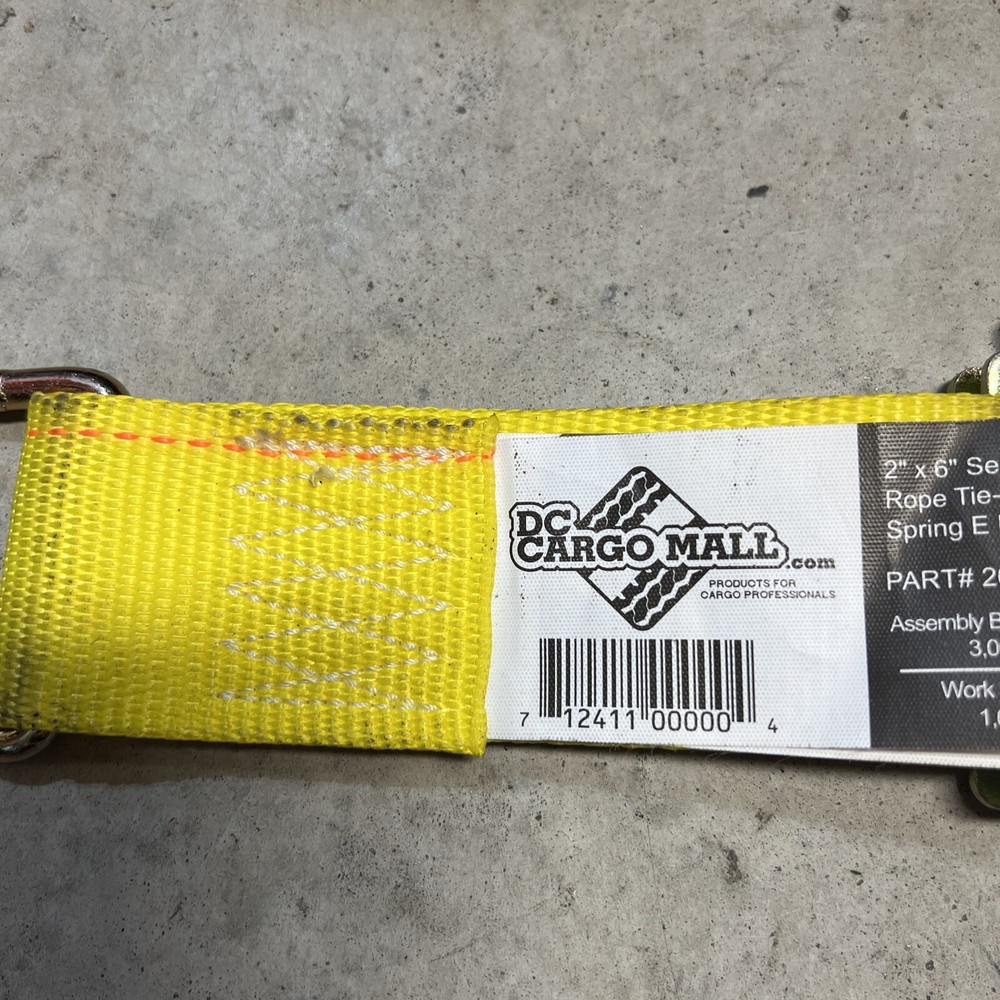 DC
CARGO MALL.com
PRODUCTS FOR
CARGO PROFESSIONALS
7 12411 00000 4
2" x 6" Se
Rope Tie-
Spring E
PART# 20
Assembly B
3,0
Work
1,